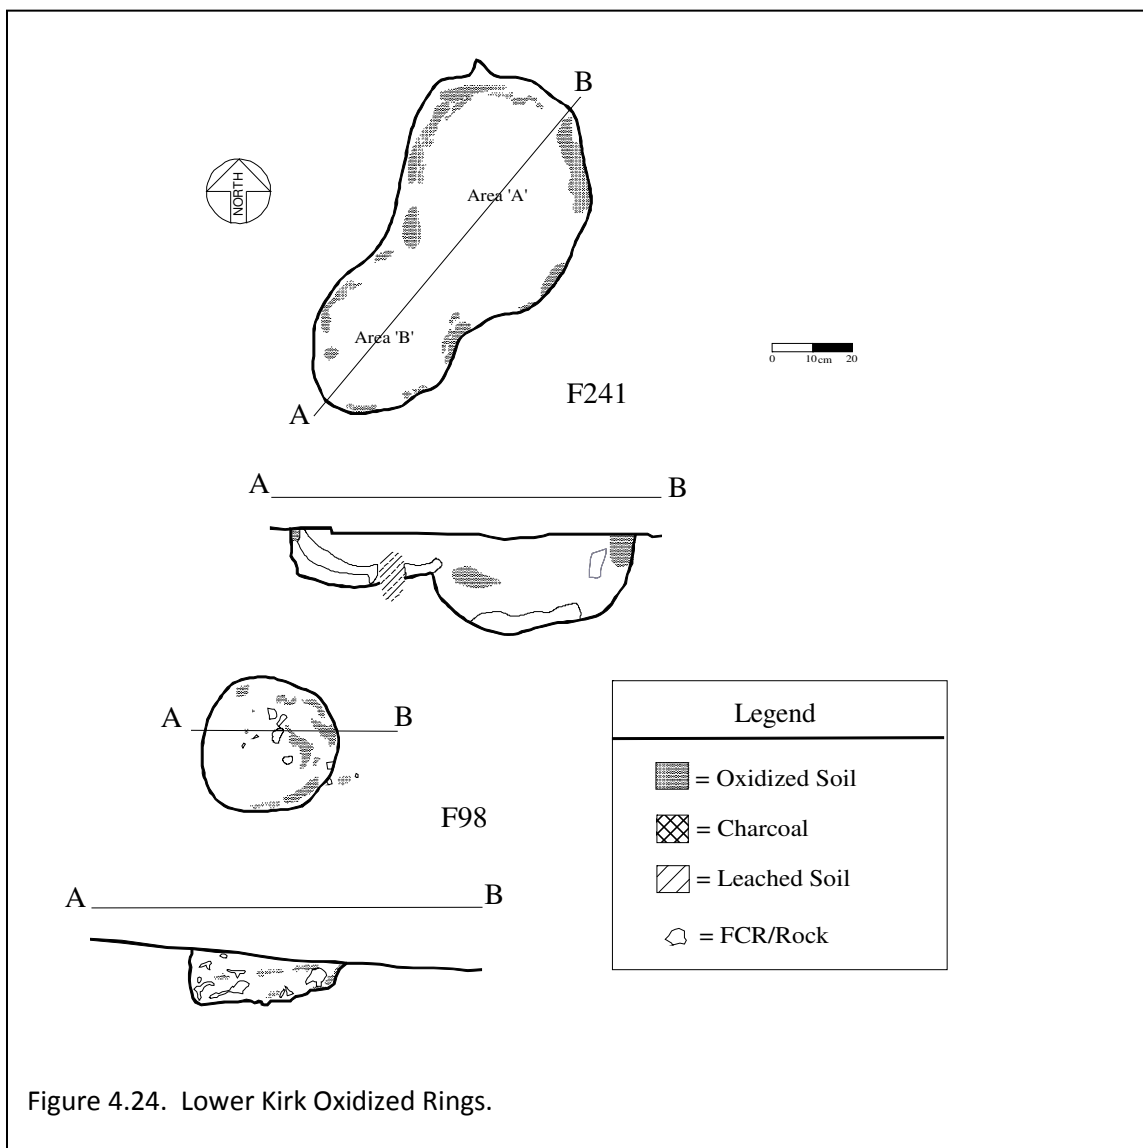 B
NORTH
Area 'A'
Area 'B'
0 10cm 20
F241
A
A B
A B
F98
A B
Legend
= Oxidized Soil
= Charcoal
= Leached Soil
= FCR/Rock
Figure 4.24. Lower Kirk Oxidized Rings.